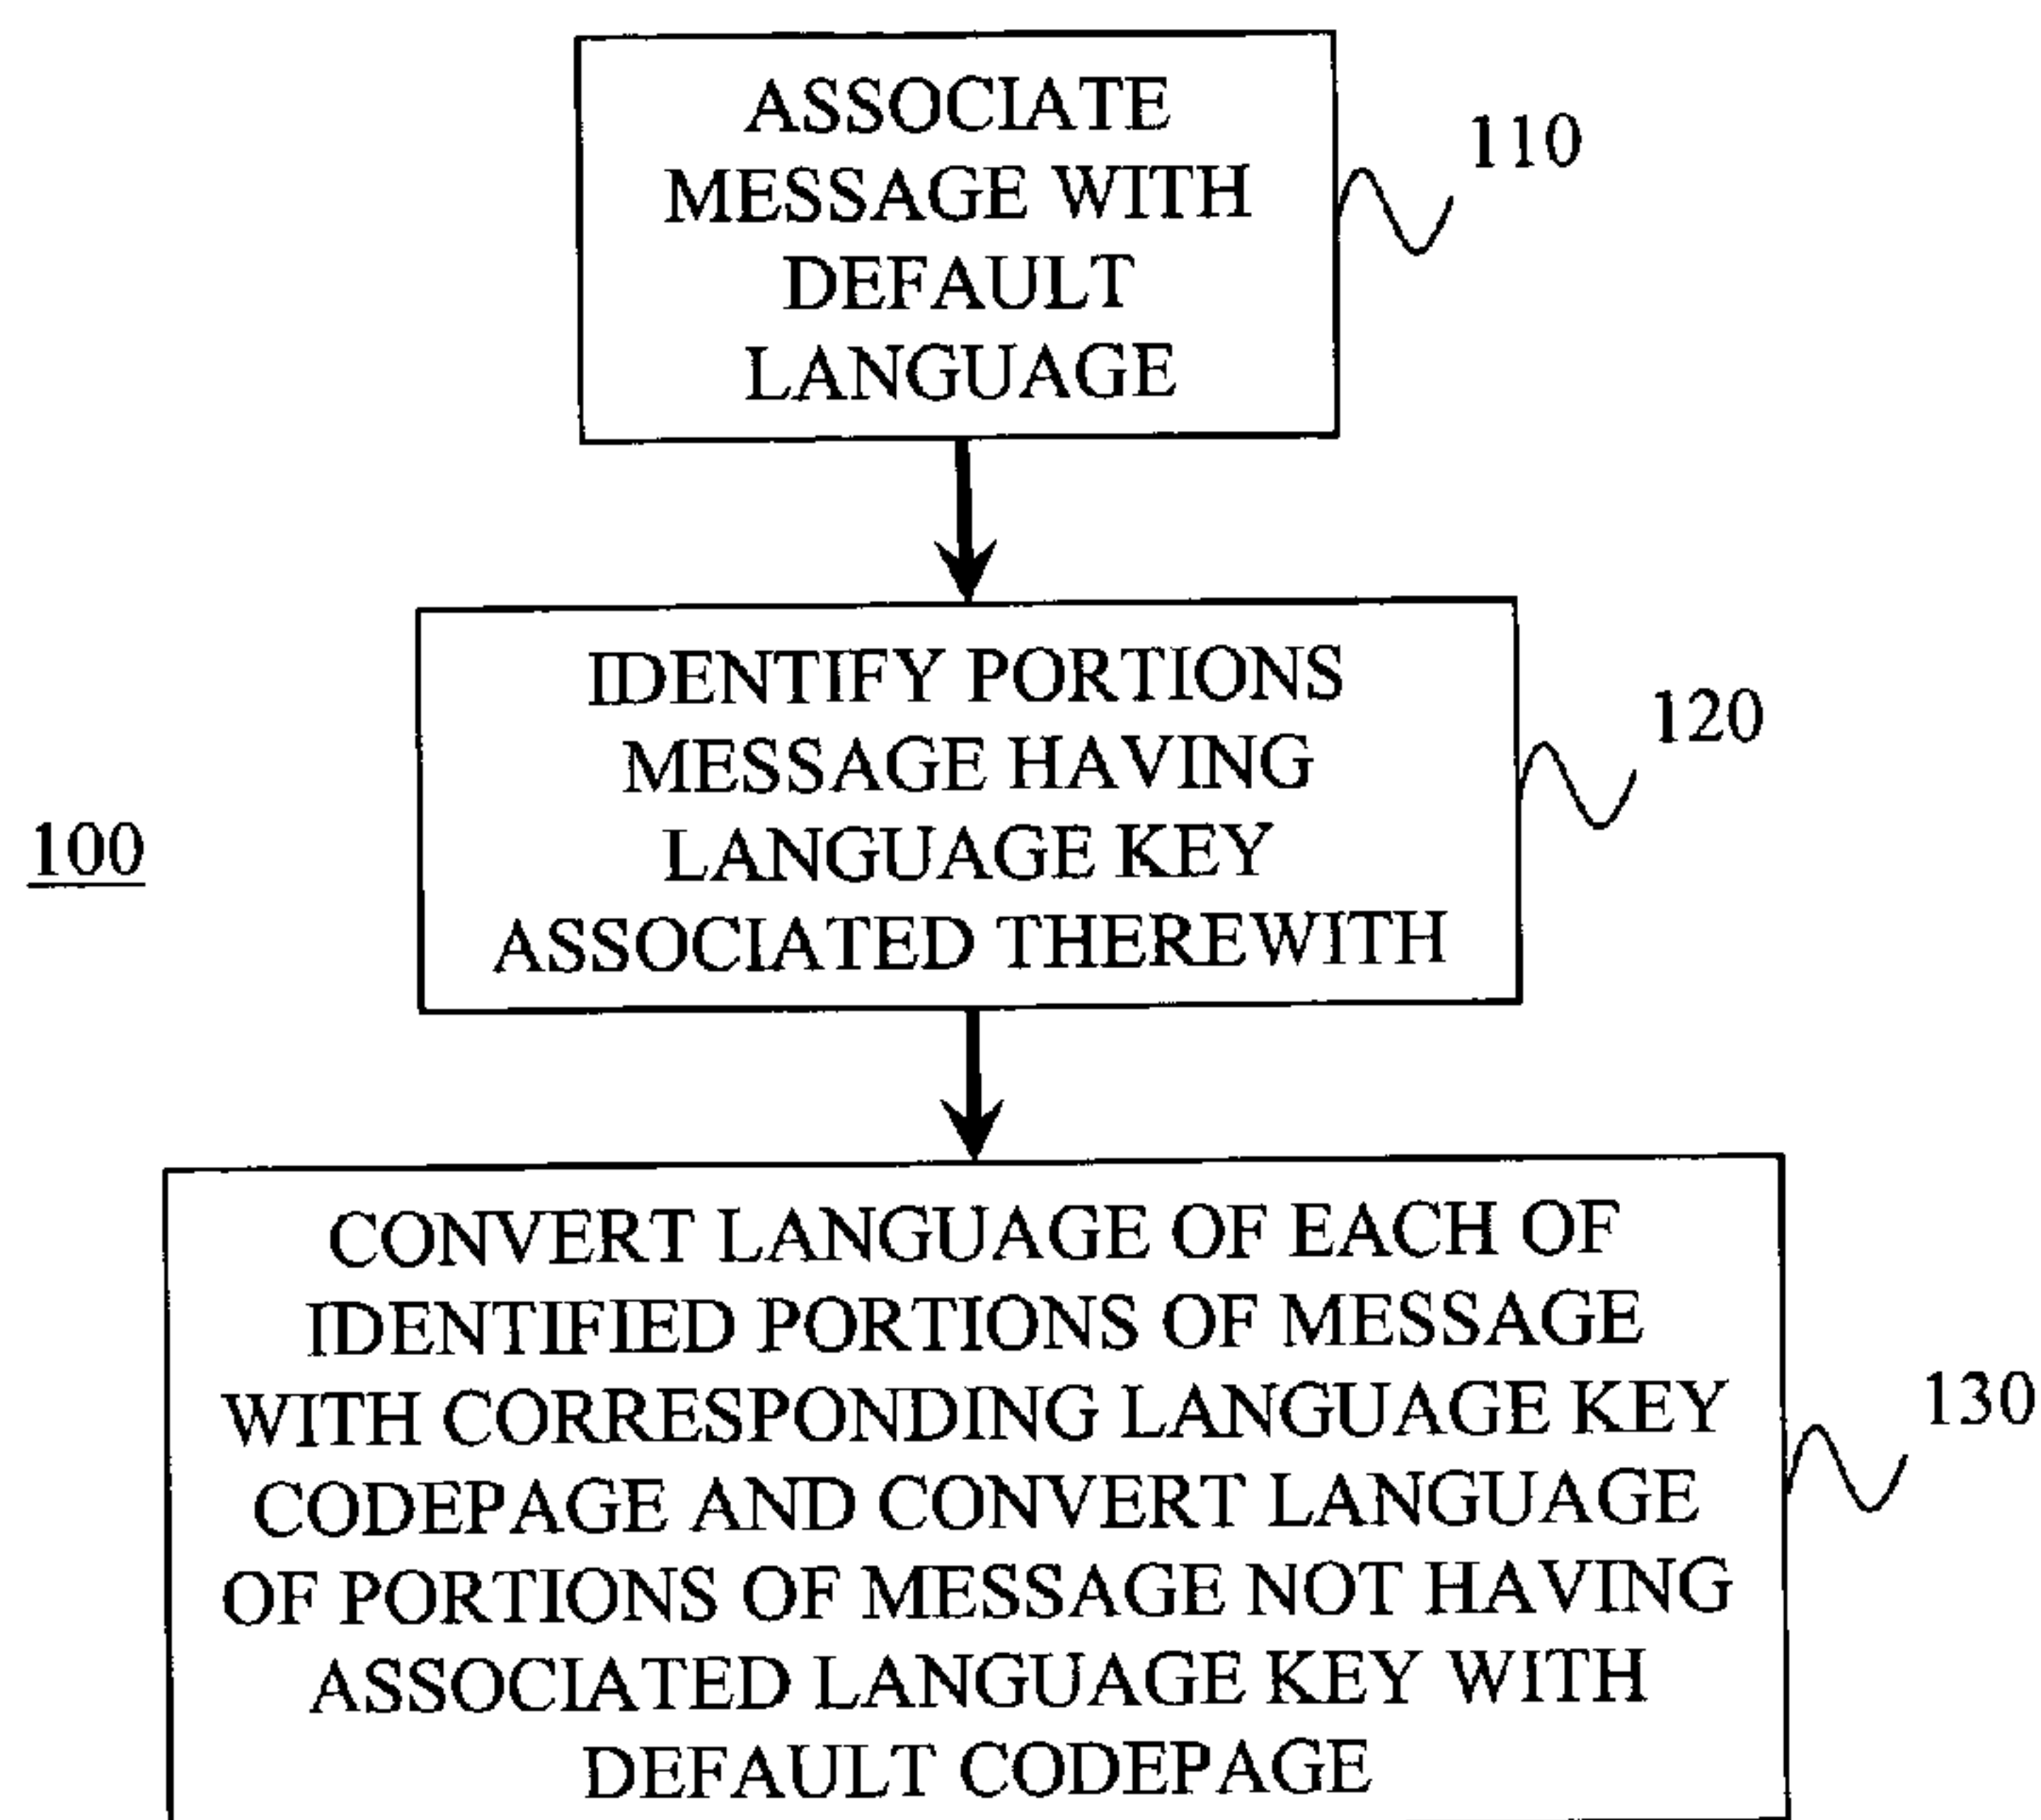 ASSOCIATE
MESSAGE WITH
DEFAULT
LANGUAGE
110
IDENTIFY PORTIONS
MESSAGE HAVING
LANGUAGE KEY
ASSOCIATED THEREWITH
120
100
CONVERT LANGUAGE OF EACH OF
IDENTIFIED PORTIONS OF MESSAGE
WITH CORRESPONDING LANGUAGE KEY
CODEPAGE AND CONVERT LANGUAGE
OF PORTIONS OF MESSAGE NOT HAVING
ASSOCIATED LANGUAGE KEY WITH
DEFAULT CODEPAGE
130